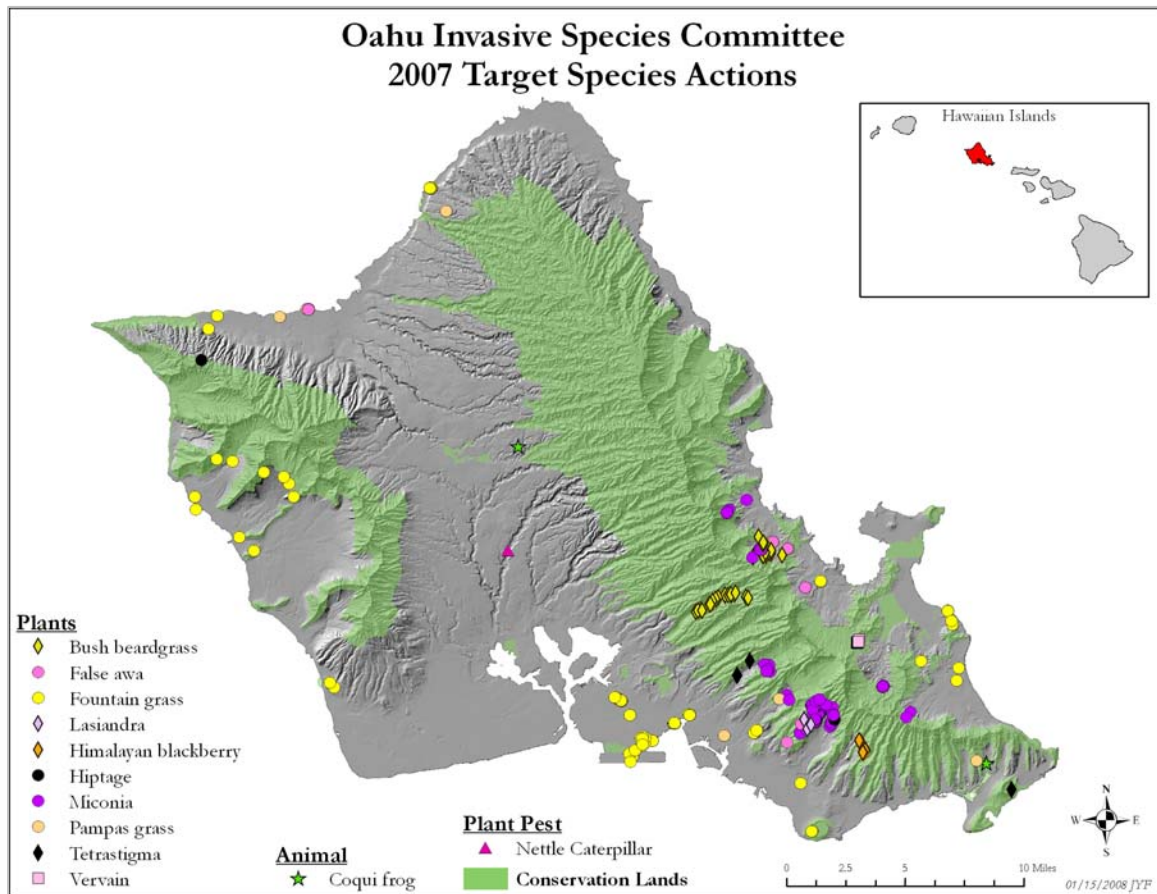 Oahu Invasive Species Committee
2007 Target Species Actions
Hawaiian Islands
Plants
Bush beardgrass
False awa
Fountain grass
Lasiandra
Himalayan blackberry
Hiptage
Miconia
Pampas grass
Tetrastigma
Vervain
Animal
Coqui frog
Plant Pest
Nettle Caterpillar
Conservation Lands
N
W E
S
0 2.5 5 10 Miles
01/15/2008 JYF